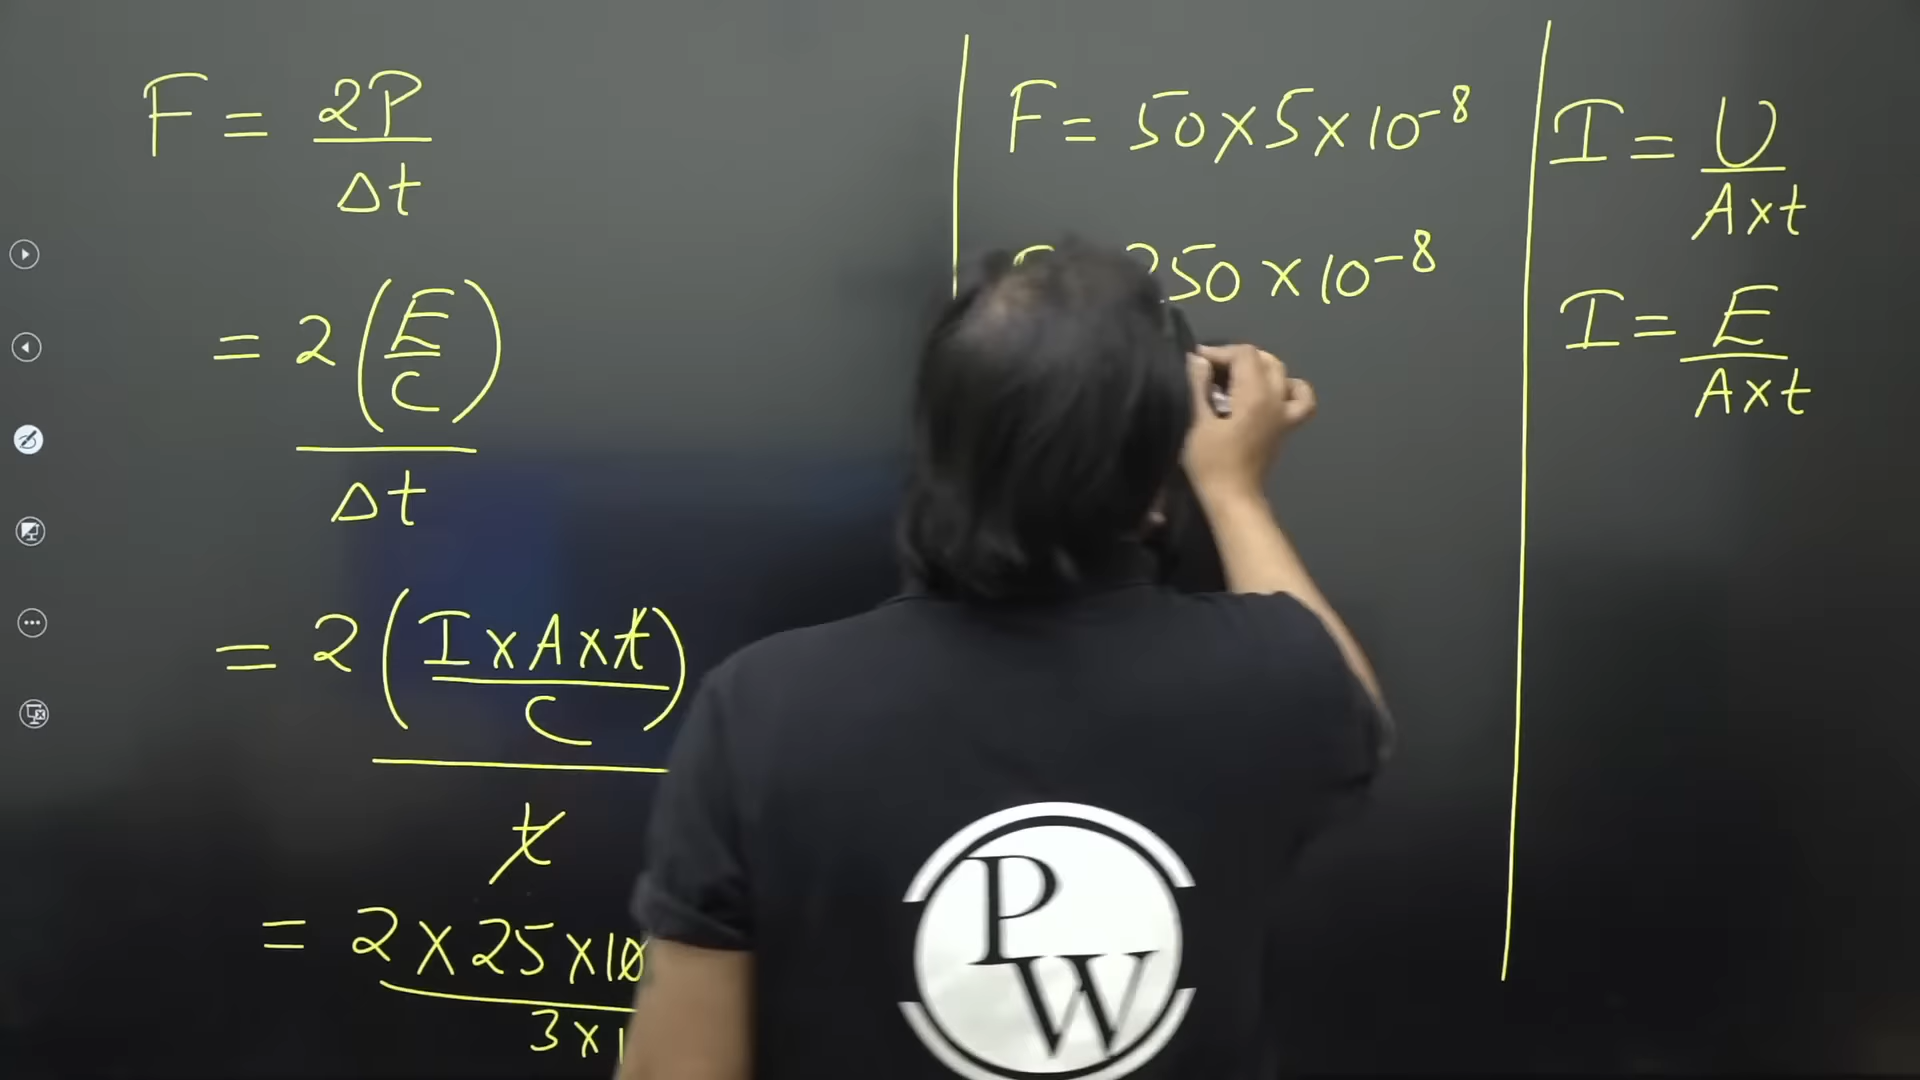 F = 2P
Δt
= 2(E/C)
Δt
= 2(I x A x t / C)
t
= 2 x 25 x 10
3 x 1
F = 50 x 5 x 10⁻⁸
250 x 10⁻⁸
I = U
A x t
I = E
A x t
PW